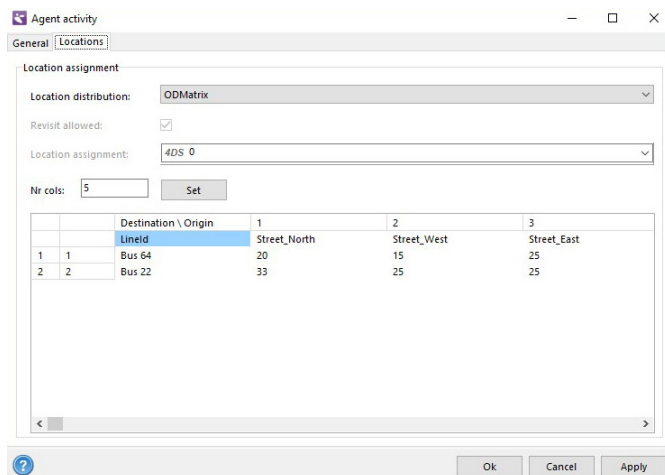 Agent activity
General Locations
Location assignment
Location distribution: ODMatrix
Revisit allowed:
Location assignment: 4DS 0
Nr cols: 5 Set
Destination \ Origin 1 2 3
LineId Street_North Street_West Street_East
1 1 Bus 64 20 15 25
2 2 Bus 22 33 25 25
? Ok Cancel Apply